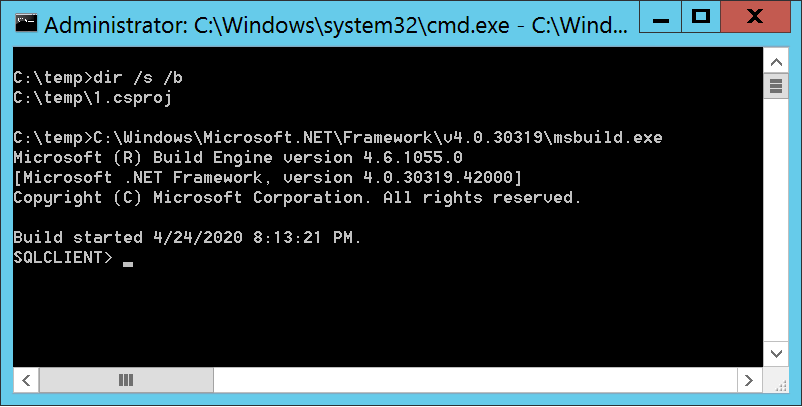 Administrator: C:\Windows\system32\cmd.exe - C:\Wind...
C:\temp>dir /s /b
C:\temp\1.csproj
C:\temp>C:\Windows\Microsoft.NET\Framework\v4.0.30319\msbuild.exe
Microsoft (R) Build Engine version 4.6.1055.0
[Microsoft .NET Framework, version 4.0.30319.42000]
Copyright (C) Microsoft Corporation. All rights reserved.
Build started 4/24/2020 8:13:21 PM.
SQLCLIENT> _